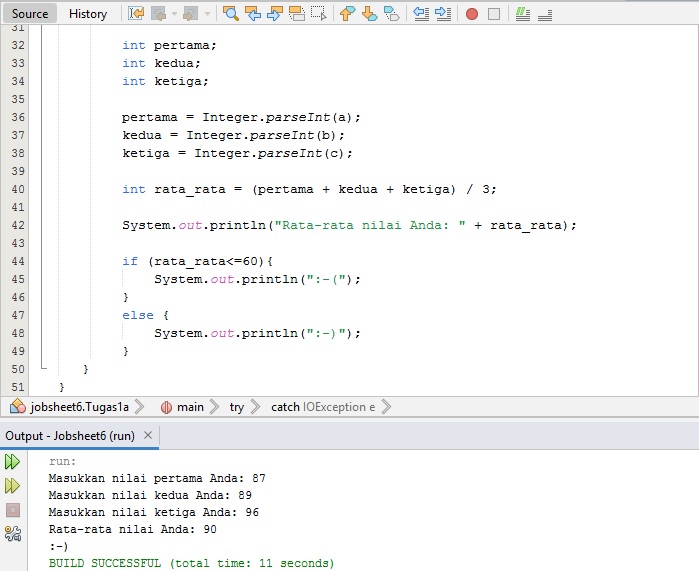 Source History
31
32 int pertama;
33 int kedua;
34 int ketiga;
35
36 pertama = Integer.parseInt(a);
37 kedua = Integer.parseInt(b);
38 ketiga = Integer.parseInt(c);
39
40 int rata_rata = (pertama + kedua + ketiga) / 3;
41
42 System.out.println("Rata-rata nilai Anda: " + rata_rata);
43
44 if (rata_rata<=60){
45 System.out.println(":-(");
46 }
47 else {
48 System.out.println(":-)");
49 }
50 }
51 }
jobsheet6.Tugas1a main try catch IOException e
Output - Jobsheet6 (run) ×
run:
Masukkan nilai pertama Anda: 87
Masukkan nilai kedua Anda: 89
Masukkan nilai ketiga Anda: 96
Rata-rata nilai Anda: 90
:-)
BUILD SUCCESSFUL (total time: 11 seconds)